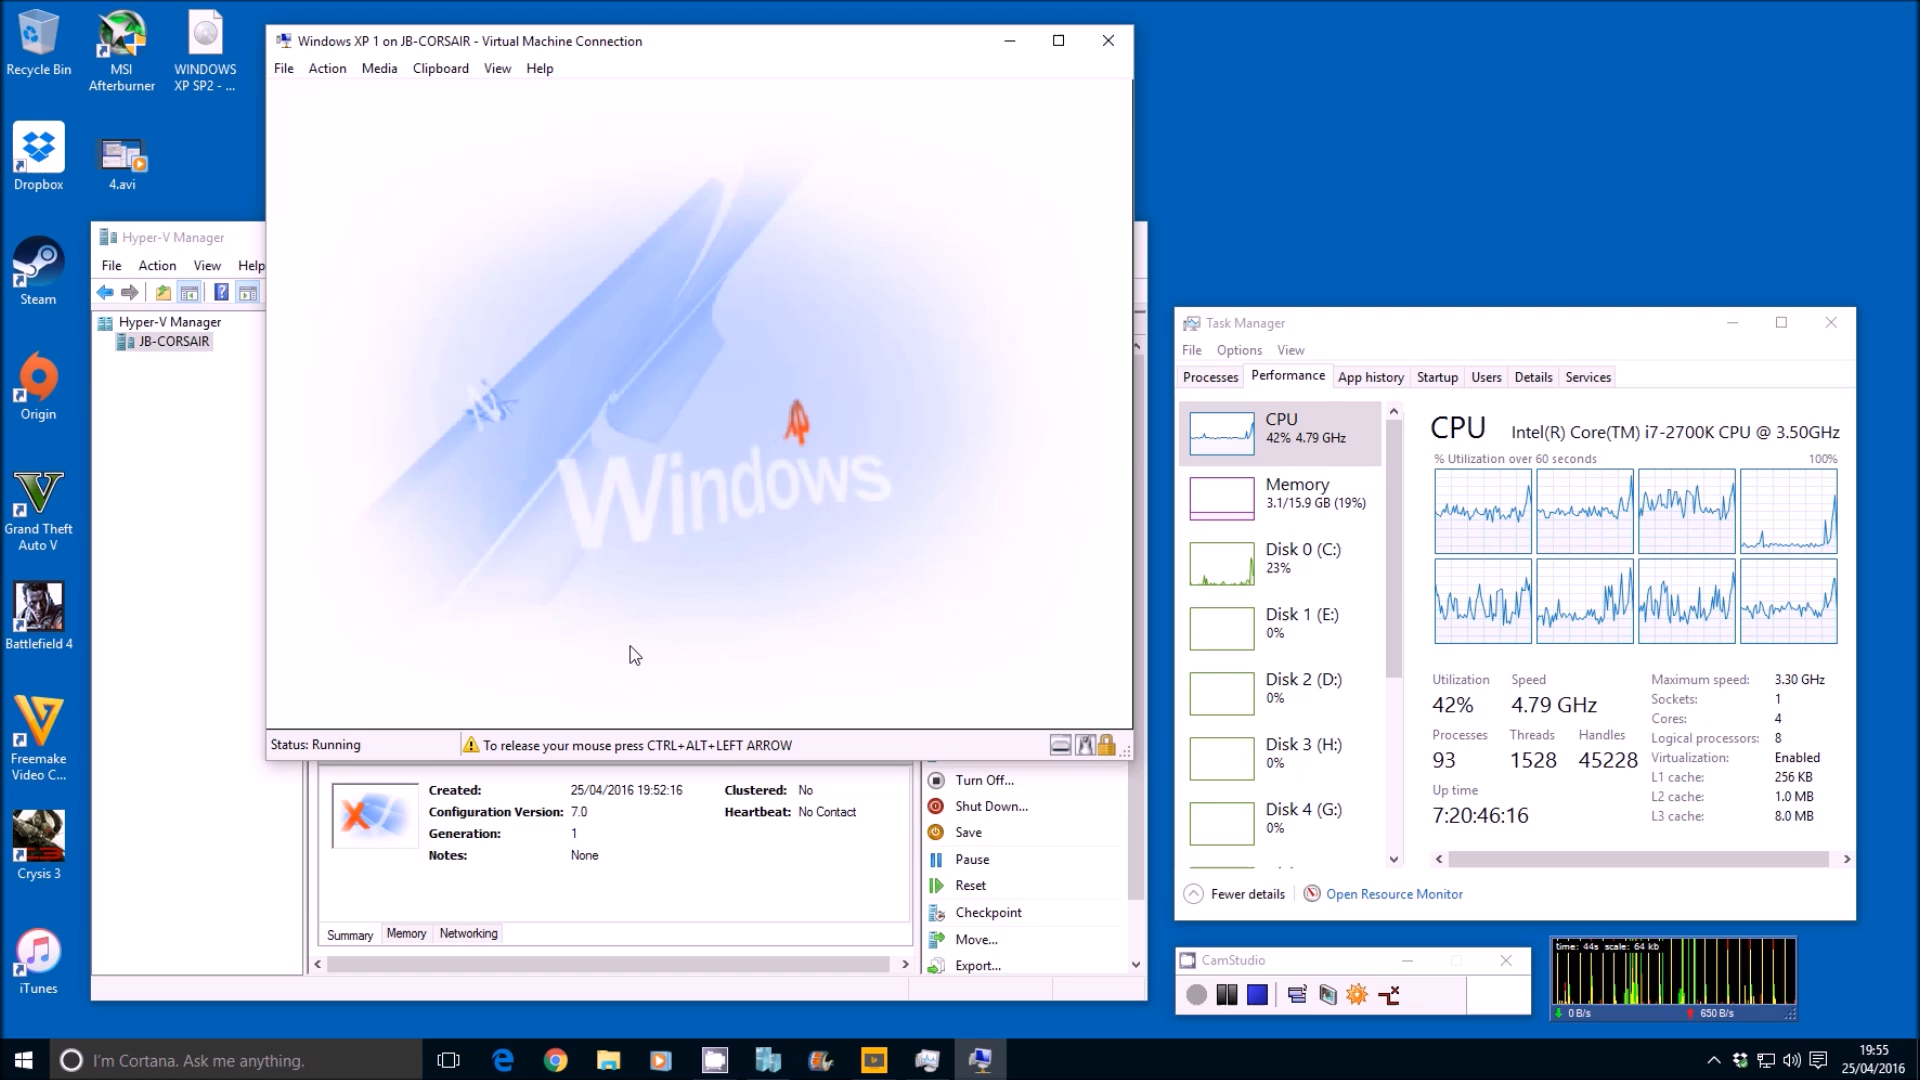 Recycle Bin
MSI
Afterburner
WINDOWS
XP SP2 - ...
Dropbox
4.avi
Steam
Origin
Grand Theft
Auto V
Battlefield 4
Freemake
Video C...
Crysis 3
iTunes
Windows XP 1 on JB-CORSAIR - Virtual Machine Connection
File Action Media Clipboard View Help
Windows
Status: Running
To release your mouse press CTRL+ALT+LEFT ARROW
Hyper-V Manager
File Action View Help
Hyper-V Manager
JB-CORSAIR
Created: 25/04/2016 19:52:16 Clustered: No
Configuration Version: 7.0 Heartbeat: No Contact
Generation: 1
Notes: None
Summary Memory Networking
Turn Off...
Shut Down...
Save
Pause
Reset
Checkpoint
Move...
Export...
Task Manager
File Options View
Processes Performance App history Startup Users Details Services
CPU
42% 4.79 GHz
Memory
3.1/15.9 GB (19%)
Disk 0 (C:)
23%
Disk 1 (E:)
0%
Disk 2 (D:)
0%
Disk 3 (H:)
0%
Disk 4 (G:)
0%
CPU Intel(R) Core(TM) i7-2700K CPU @ 3.50GHz
% Utilization over 60 seconds 100%
Utilization Speed
42% 4.79 GHz
Processes Threads Handles
93 1528 45228
Up time
7:20:46:16
Maximum speed: 3.30 GHz
Sockets: 1
Cores: 4
Logical processors: 8
Virtualization: Enabled
L1 cache: 256 KB
L2 cache: 1.0 MB
L3 cache: 8.0 MB
Fewer details Open Resource Monitor
CamStudio
time: 44s scale: 64 kb
0 B/s 650 B/s
I'm Cortana. Ask me anything.
19:55
25/04/2016